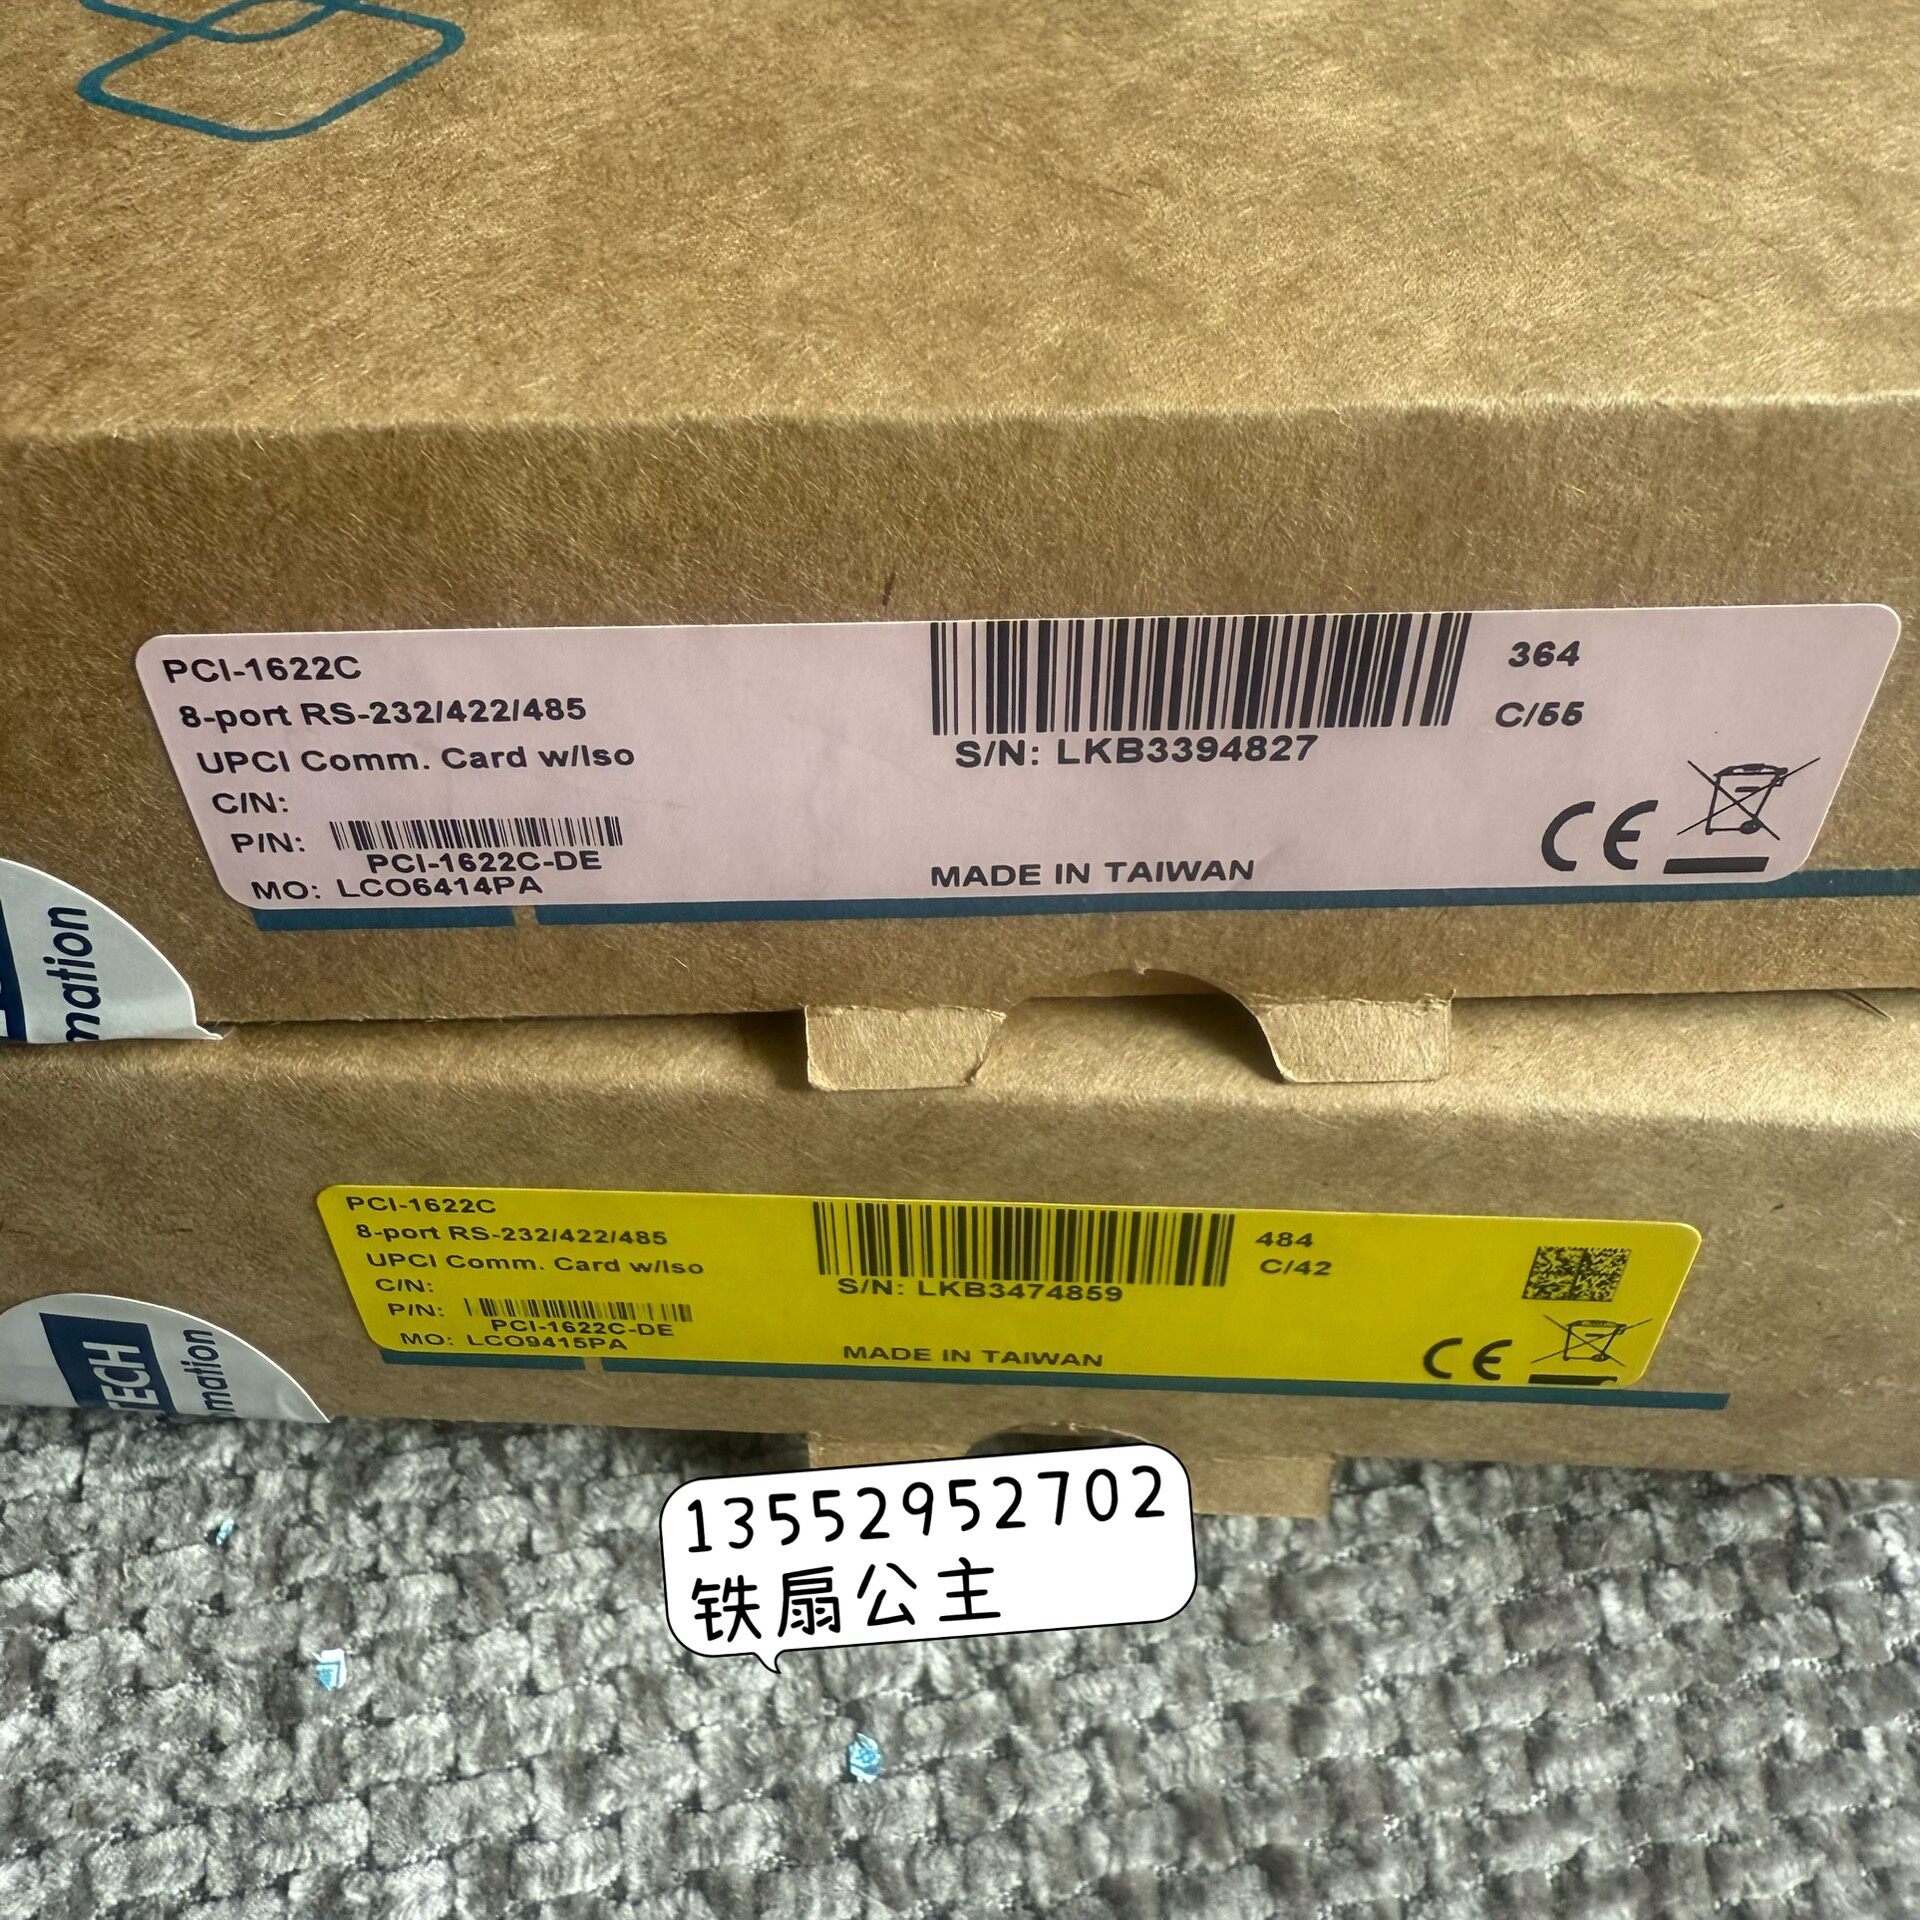 PCI-1622C
8-port RS-232/422/485
UPCI Comm. Card w/Iso
C/N:
P/N:
PCI-1622C-DE
MO: LCO6414PA
S/N: LKB3394827
364
C/55
MADE IN TAIWAN
CE
mation
PCI-1622C
8-port RS-232/422/485
UPCI Comm. Card w/Iso
C/N:
P/N:
PCI-1622C-DE
MO: LCO9415PA
S/N: LKB3474859
484
C/42
MADE IN TAIWAN
CE
TECH
mation
13552952702
铁扇公主